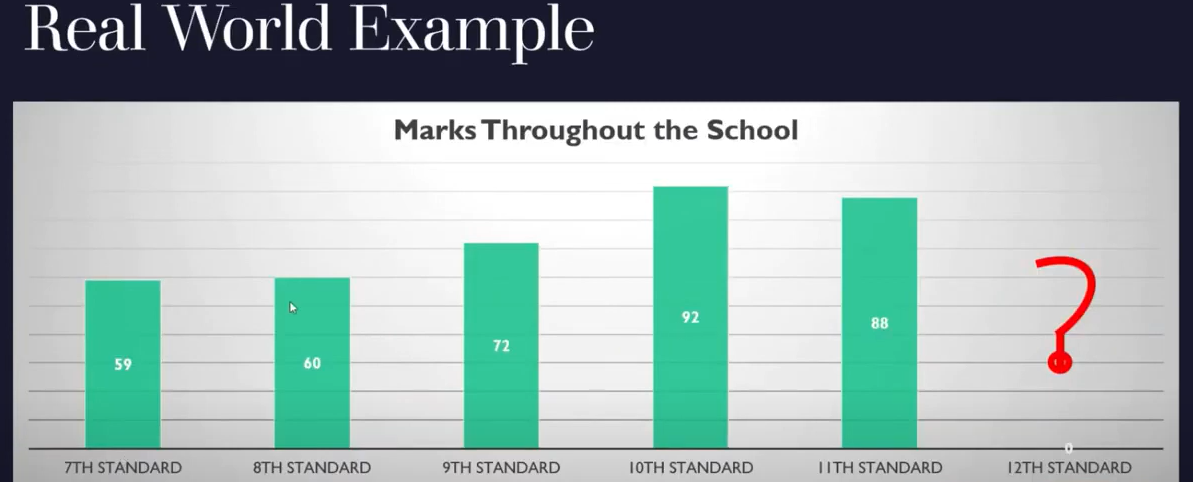 Real World Example
Marks Throughout the School
59
60
72
92
88
?
0
7TH STANDARD
8TH STANDARD
9TH STANDARD
10TH STANDARD
11TH STANDARD
12TH STANDARD